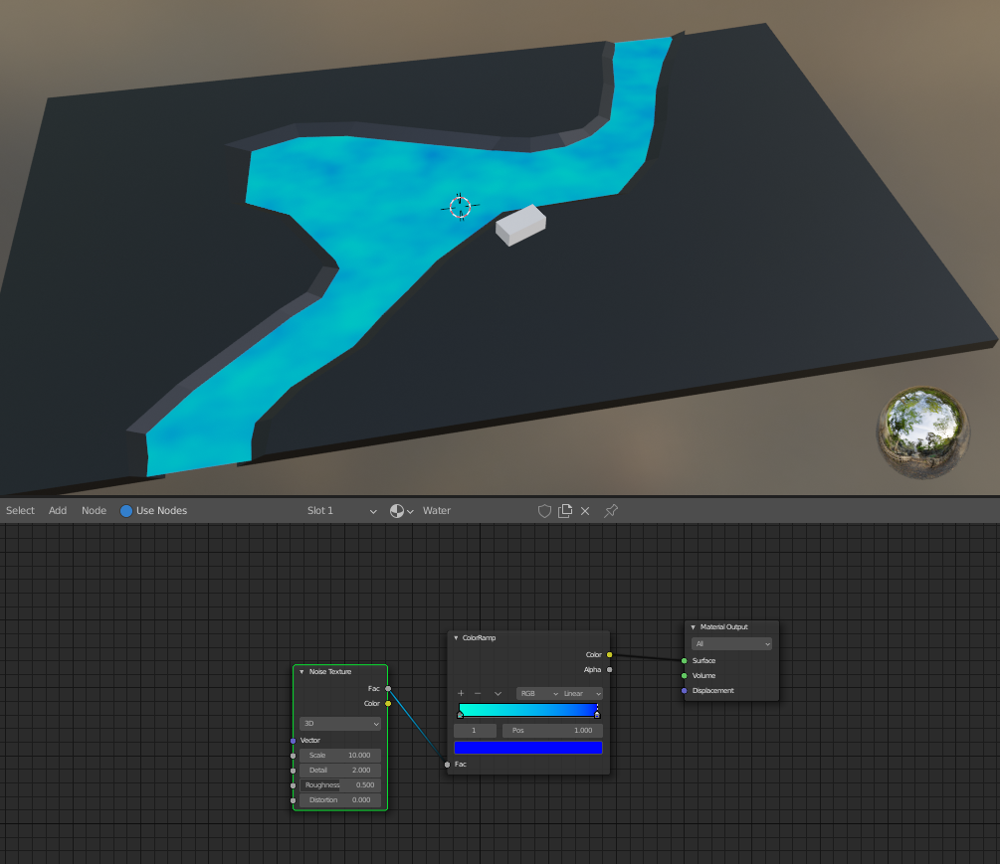 Select Add Node Use Nodes Slot 1 Water
Material Output
All
Surface
Volume
Displacement
ColorRamp
Color
Alpha
+ − RGB Linear
1 Pos 1.000
Fac
Noise Texture
Fac
Color
3D
Vector
Scale 10.000
Detail 2.000
Roughness 0.500
Distortion 0.000